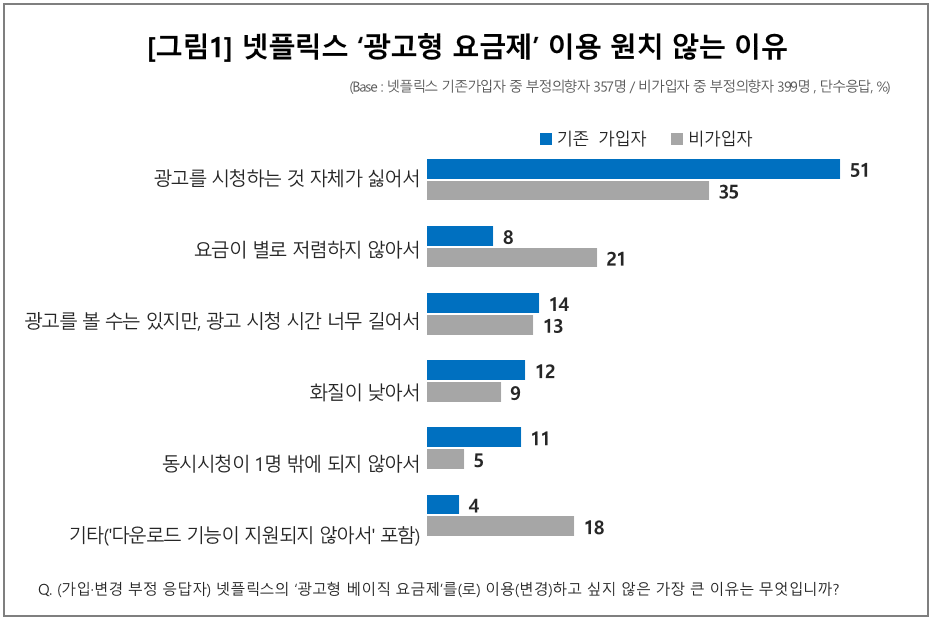 [그림1] 넷플릭스 ‘광고형 요금제’ 이용 원치 않는 이유
(Base : 넷플릭스 기존가입자 중 부정의향자 357명 / 비가입자 중 부정의향자 399명 , 단수응답, %)
기존 가입자 비가입자
광고를 시청하는 것 자체가 싫어서 51
35
요금이 별로 저렴하지 않아서 8
21
광고를 볼 수는 있지만, 광고 시청 시간 너무 길어서 14
13
화질이 낮아서 12
9
동시시청이 1명 밖에 되지 않아서 11
5
기타('다운로드 기능이 지원되지 않아서' 포함) 4
18
Q. (가입·변경 부정 응답자) 넷플릭스의 ‘광고형 베이직 요금제’를(로) 이용(변경)하고 싶지 않은 가장 큰 이유는 무엇입니까?